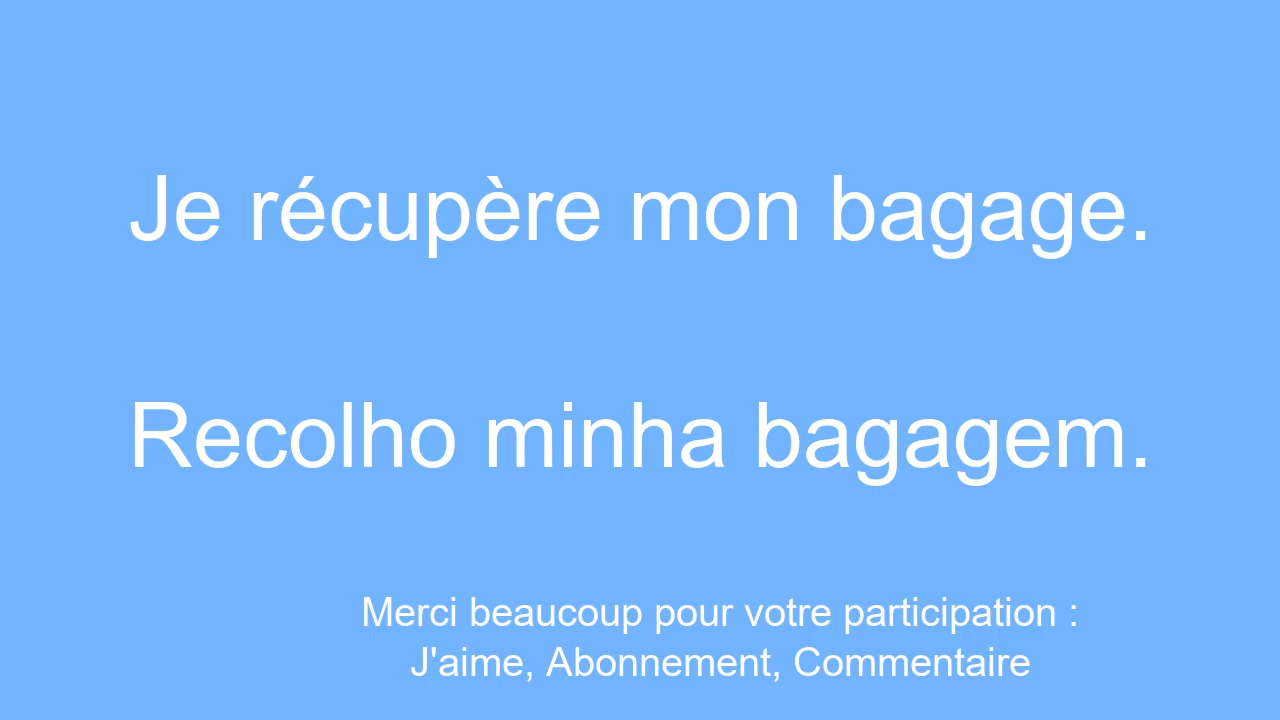 Je récupère mon bagage.
Recolho minha bagagem.
Merci beaucoup pour votre participation :
J'aime, Abonnement, Commentaire